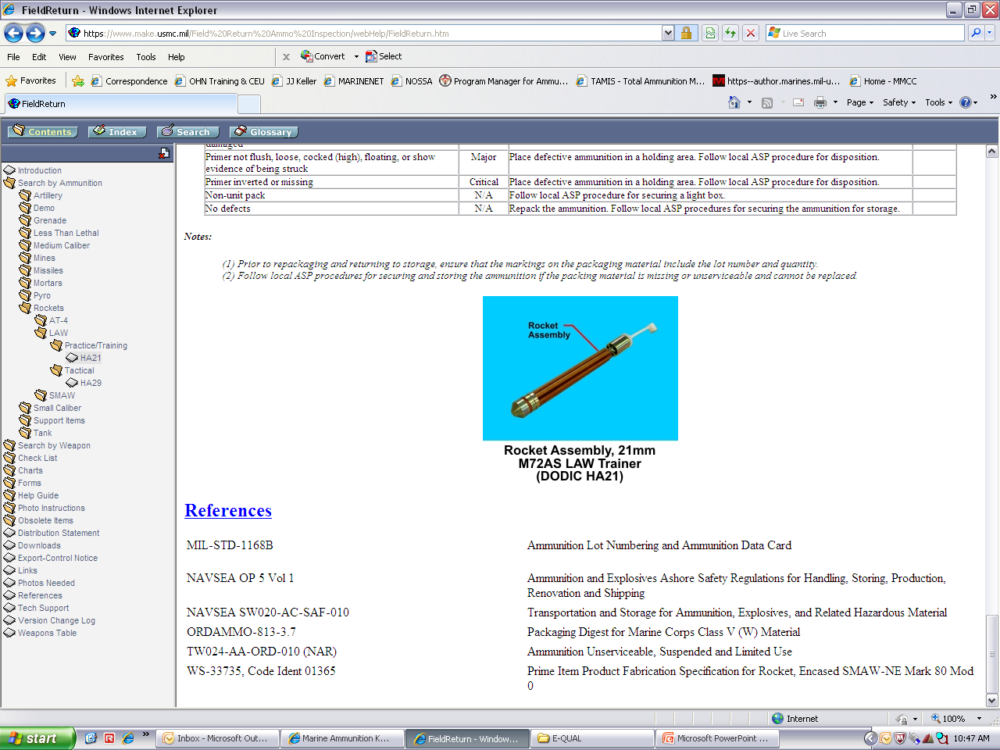 FieldReturn - Windows Internet Explorer
https://www.make.usmc.mil/Field%20Return%20Ammo%20Inspection/webHelp/FieldReturn.htm
Live Search
File Edit View Favorites Tools Help
x Convert Select
Favorites Correspondence OHN Training & CEU JJ Keller MARINENET NOSSA Program Manager for Ammu... TAMIS - Total Ammunition M... https--author.marines.mil-u... Home - MMCC
FieldReturn
Page Safety Tools
Contents Index Search Glossary
Introduction
Search by Ammunition
Artillery
Demo
Grenade
Less Than Lethal
Medium Caliber
Mines
Missiles
Mortars
Pyro
Rockets
AT-4
LAW
Practice/Training
HA21
Tactical
HA29
SMAW
Small Caliber
Support Items
Tank
Search by Weapon
Check List
Charts
Forms
Help Guide
Photo Instructions
Obsolete Items
Distribution Statement
Downloads
Export-Control Notice
Links
Photos Needed
References
Tech Support
Version Change Log
Weapons Table
damaged
Primer not flush, loose, cocked (high), floating, or show evidence of being struck Major Place defective ammunition in a holding area. Follow local ASP procedure for disposition.
Primer inverted or missing Critical Place defective ammunition in a holding area. Follow local ASP procedure for disposition.
Non-unit pack N/A Follow local ASP procedure for securing a light box.
No defects N/A Repack the ammunition. Follow local ASP procedures for securing the ammunition for storage.
Notes:
(1) Prior to repackaging and returning to storage, ensure that the markings on the packaging material include the lot number and quantity.
(2) Follow local ASP procedures for securing and storing the ammunition if the packing material is missing or unserviceable and cannot be replaced.
Rocket
Assembly
Rocket Assembly, 21mm
M72AS LAW Trainer
(DODIC HA21)
References
MIL-STD-1168B Ammunition Lot Numbering and Ammunition Data Card
NAVSEA OP 5 Vol 1 Ammunition and Explosives Ashore Safety Regulations for Handling, Storing, Production,
Renovation and Shipping
NAVSEA SW020-AC-SAF-010 Transportation and Storage for Ammunition, Explosives, and Related Hazardous Material
ORDAMMO-813-3.7 Packaging Digest for Marine Corps Class V (W) Material
TW024-AA-ORD-010 (NAR) Ammunition Unserviceable, Suspended and Limited Use
WS-33735, Code Ident 01365 Prime Item Product Fabrication Specification for Rocket, Encased SMAW-NE Mark 80 Mod
0
Internet 100%
start Inbox - Microsoft Out... Marine Ammunition K... FieldReturn - Window... E-QUAL Microsoft PowerPoint ... 10:47 AM